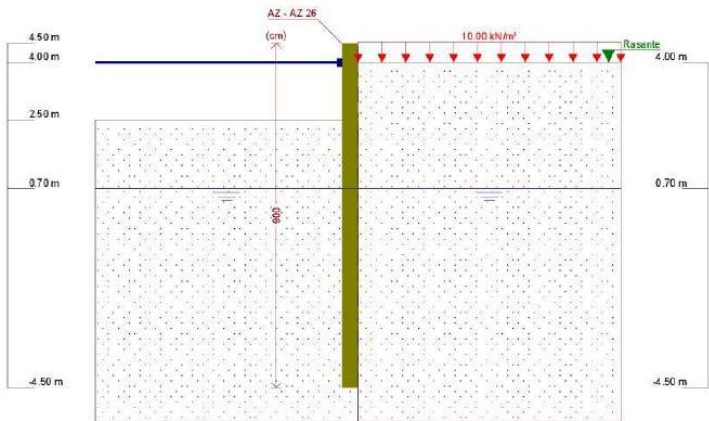 AZ - AZ 26
(cm)
10.00 kN/m²
Rasante
4.50 m
4.00 m
4.00 m
2.50 m
0.70 m
0.70 m
900
-4.50 m
-4.50 m